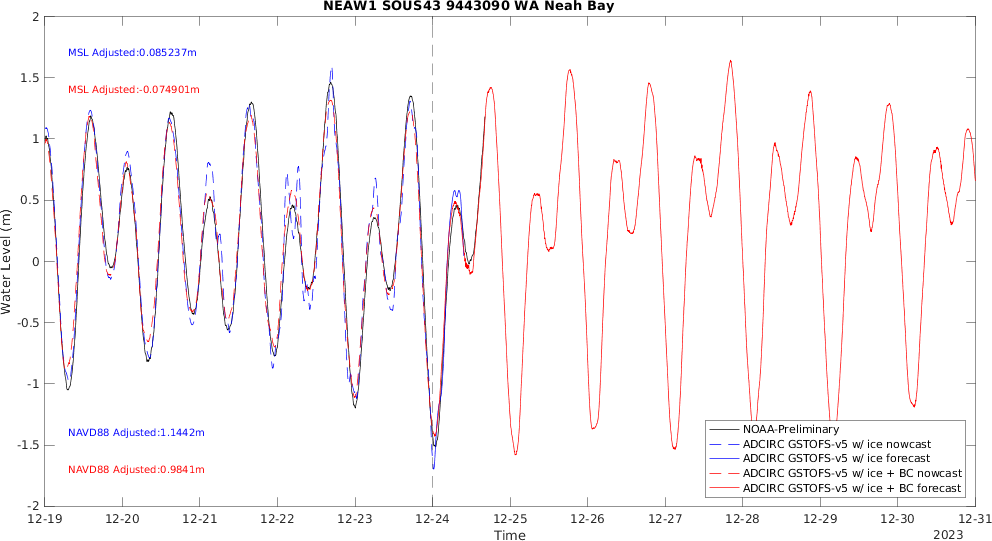 NEAW1 SOUS43 9443090 WA Neah Bay
2
1.5
1
0.5
0
-0.5
-1
-1.5
-2
Water Level (m)
MSL Adjusted:0.085237m
MSL Adjusted:-0.074901m
NAVD88 Adjusted:1.1442m
NAVD88 Adjusted:0.9841m
NOAA-Preliminary
ADCIRC GSTOFS-v5 w/ ice nowcast
ADCIRC GSTOFS-v5 w/ ice forecast
ADCIRC GSTOFS-v5 w/ ice + BC nowcast
ADCIRC GSTOFS-v5 w/ ice + BC forecast
12-19 12-20 12-21 12-22 12-23 12-24 12-25 12-26 12-27 12-28 12-29 12-30 12-31
Time
2023